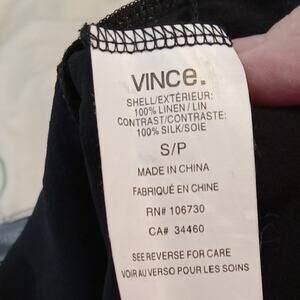 VINCE.
SHELL/EXTÉRIEUR:
100% LINEN/LIN
CONTRAST/CONTRASTE:
100% SILK/SOIE
S/P
MADE IN CHINA
FABRIQUÉ EN CHINE
RN# 106730
CA# 34460
SEE REVERSE FOR CARE
VOIR AU VERSO POUR LES SOINS